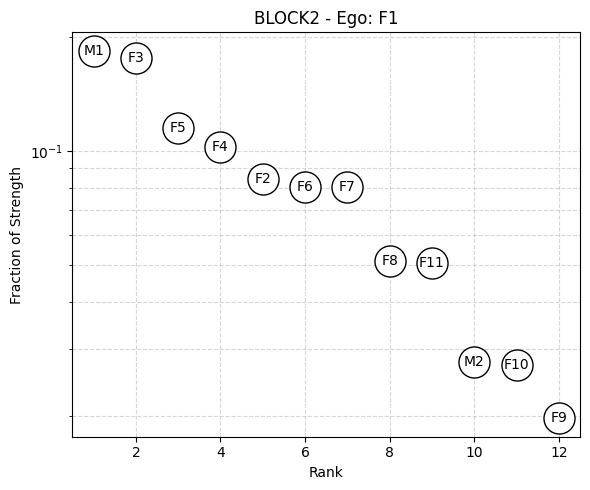 BLOCK2 - Ego: F1
M1
F3
F5
F4
F2
F6
F7
F8
F11
M2
F10
F9
10⁻¹
Fraction of Strength
2
4
6
8
10
12
Rank